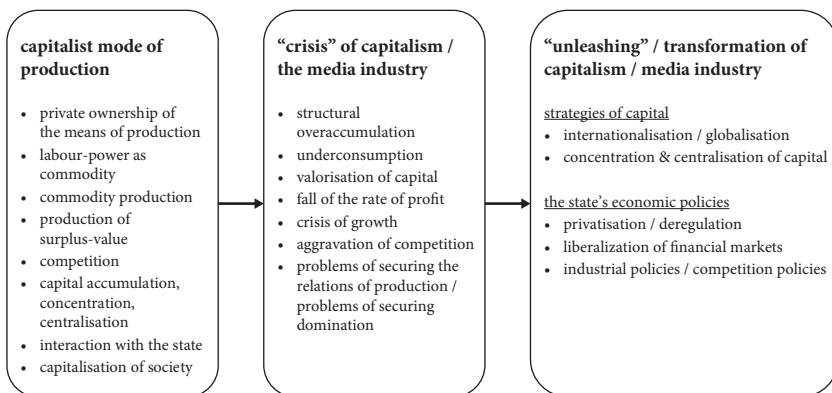 capitalist mode of
production
• private ownership of
the means of production
• labour-power as
commodity
• commodity production
• production of
surplus-value
• competition
• capital accumulation,
concentration,
centralisation
• interaction with the state
• capitalisation of society
“crisis” of capitalism /
the media industry
• structural
overaccumulation
• underconsumption
• valorisation of capital
• fall of the rate of profit
• crisis of growth
• aggravation of competition
• problems of securing the
relations of production /
problems of securing
domination
“unleashing” / transformation of
capitalism / media industry
strategies of capital
• internationalisation / globalisation
• concentration & centralisation of capital
the state’s economic policies
• privatisation / deregulation
• liberalization of financial markets
• industrial policies / competition policies